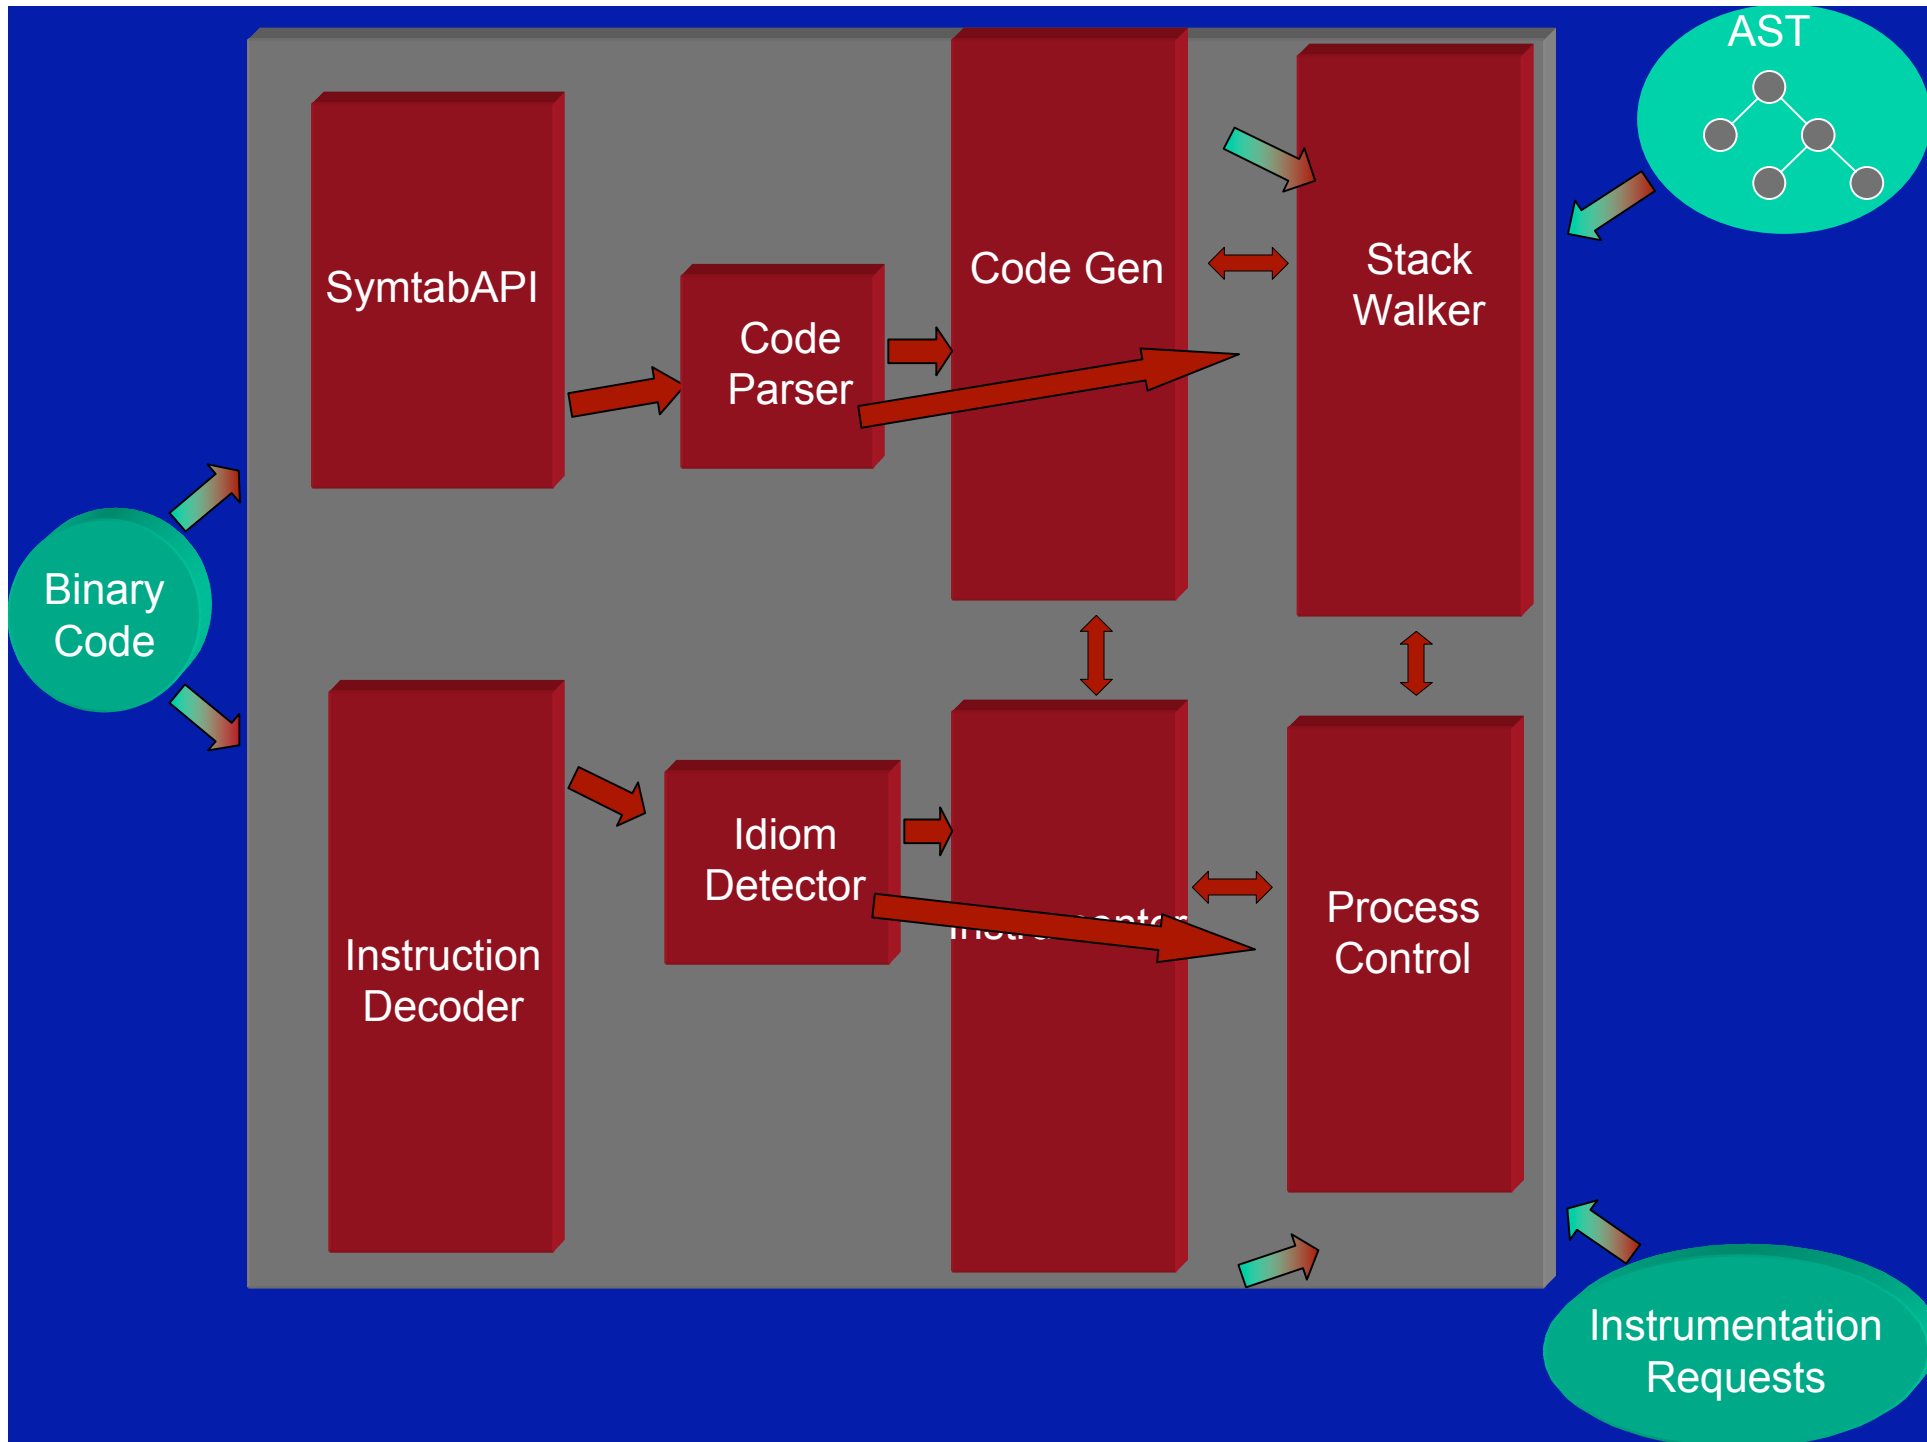 AST
SymtabAPI
Code
Parser
Code Gen
Stack
Walker
Binary
Code
Instruction
Decoder
Idiom
Detector
Process
Control
Instrumentation
Requests